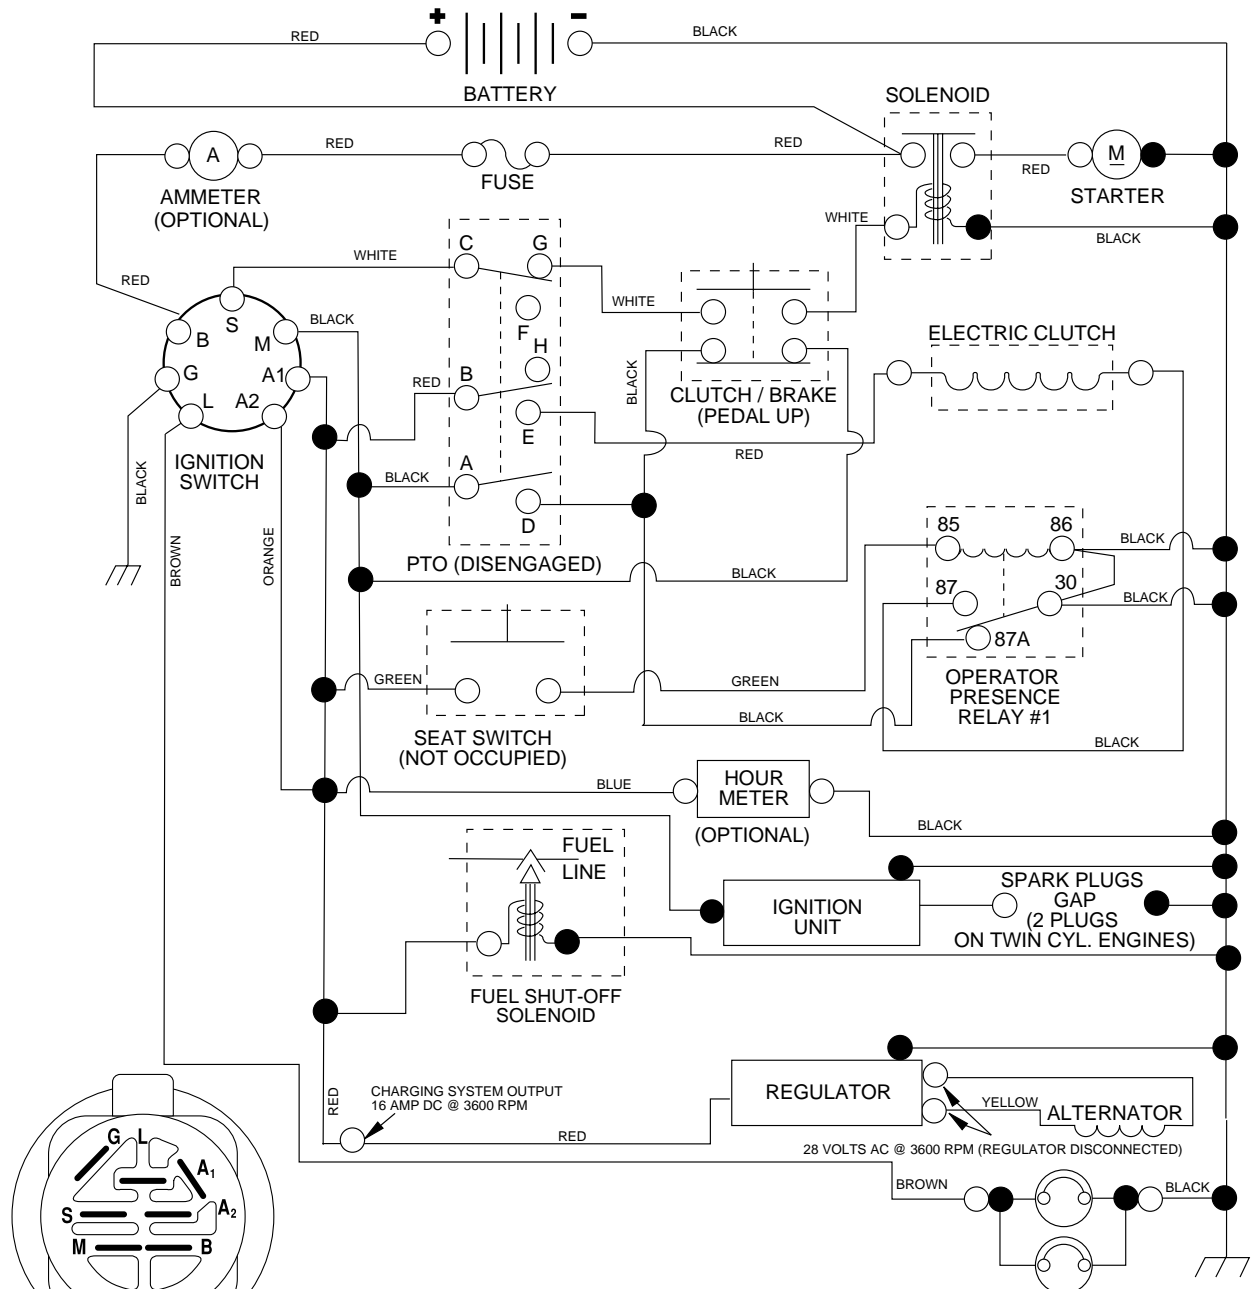 + −
RED
BLACK
BATTERY
SOLENOID
A
RED
RED
M
RED
AMMETER
(OPTIONAL)
FUSE
STARTER
WHITE
BLACK
C
G
WHITE
RED
WHITE
S
BLACK
F
B
M
H
ELECTRIC CLUTCH
G
A1
B
RED
BLACK
CLUTCH / BRAKE
(PEDAL UP)
L
A2
E
RED
IGNITION
SWITCH
A
BLACK
BLACK
D
85
86
BROWN
ORANGE
BLACK
PTO (DISENGAGED)
BLACK
87
30
BLACK
87A
GREEN
GREEN
OPERATOR
PRESENCE
RELAY #1
BLACK
SEAT SWITCH
(NOT OCCUPIED)
BLACK
BLUE
HOUR
METER
(OPTIONAL)
BLACK
FUEL
LINE
IGNITION
UNIT
SPARK PLUGS
GAP
(2 PLUGS
ON TWIN CYL. ENGINES)
FUEL SHUT-OFF
SOLENOID
RED
CHARGING SYSTEM OUTPUT
16 AMP DC @ 3600 RPM
REGULATOR
YELLOW
ALTERNATOR
RED
28 VOLTS AC @ 3600 RPM (REGULATOR DISCONNECTED)
BROWN
BLACK
G L
A1
S
A2
M
B